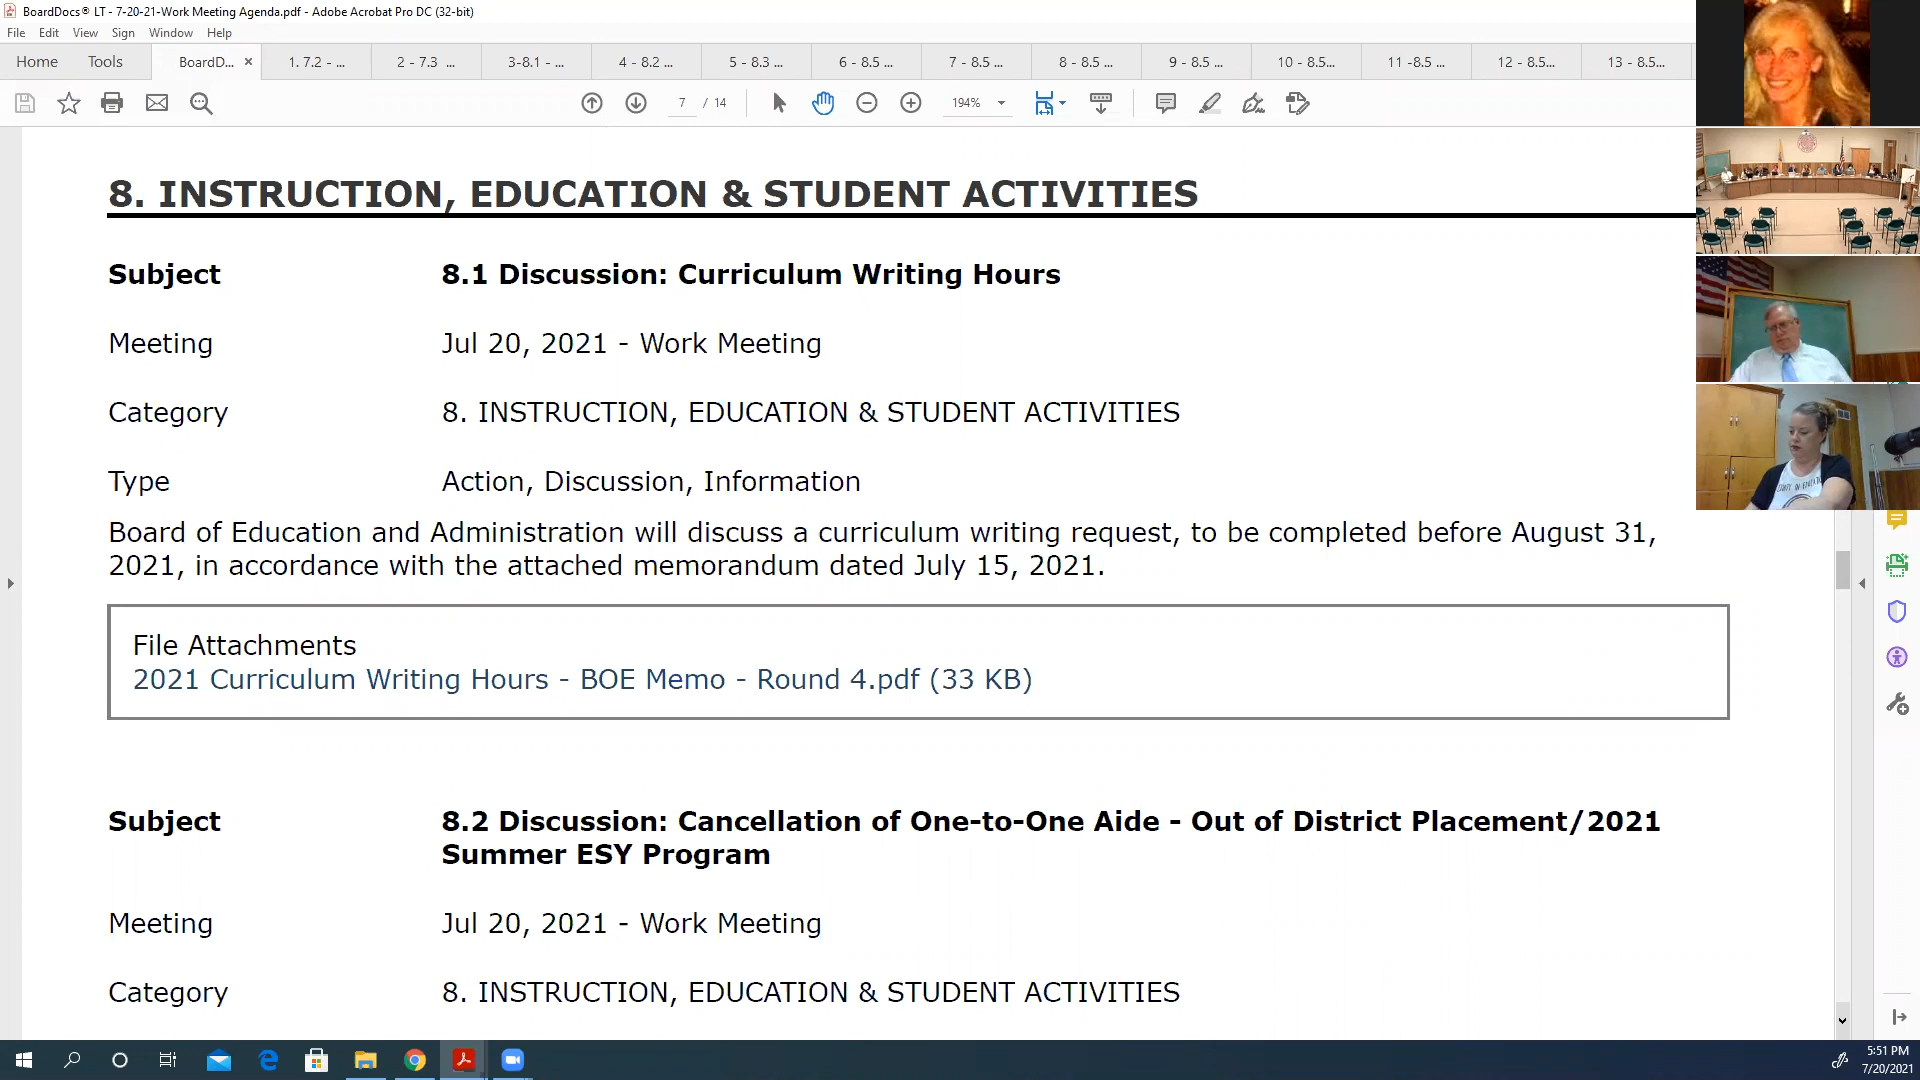 BoardDocs® LT - 7-20-21-Work Meeting Agenda.pdf - Adobe Acrobat Pro DC (32-bit)
File Edit View Sign Window Help
Home Tools BoardD... × 1. 7.2 - ... 2 - 7.3 ... 3-8.1 - ... 4 - 8.2 ... 5 - 8.3 ... 6 - 8.5 ... 7 - 8.5 ... 8 - 8.5 ... 9 - 8.5 ... 10 - 8.5... 11 -8.5 ... 12 - 8.5... 13 - 8.5...
7 / 14 194%
8. INSTRUCTION, EDUCATION & STUDENT ACTIVITIES
Subject 8.1 Discussion: Curriculum Writing Hours
Meeting Jul 20, 2021 - Work Meeting
Category 8. INSTRUCTION, EDUCATION & STUDENT ACTIVITIES
Type Action, Discussion, Information
Board of Education and Administration will discuss a curriculum writing request, to be completed before August 31,
2021, in accordance with the attached memorandum dated July 15, 2021.
File Attachments
2021 Curriculum Writing Hours - BOE Memo - Round 4.pdf (33 KB)
Subject 8.2 Discussion: Cancellation of One-to-One Aide - Out of District Placement/2021
Summer ESY Program
Meeting Jul 20, 2021 - Work Meeting
Category 8. INSTRUCTION, EDUCATION & STUDENT ACTIVITIES
5:51 PM
7/20/2021